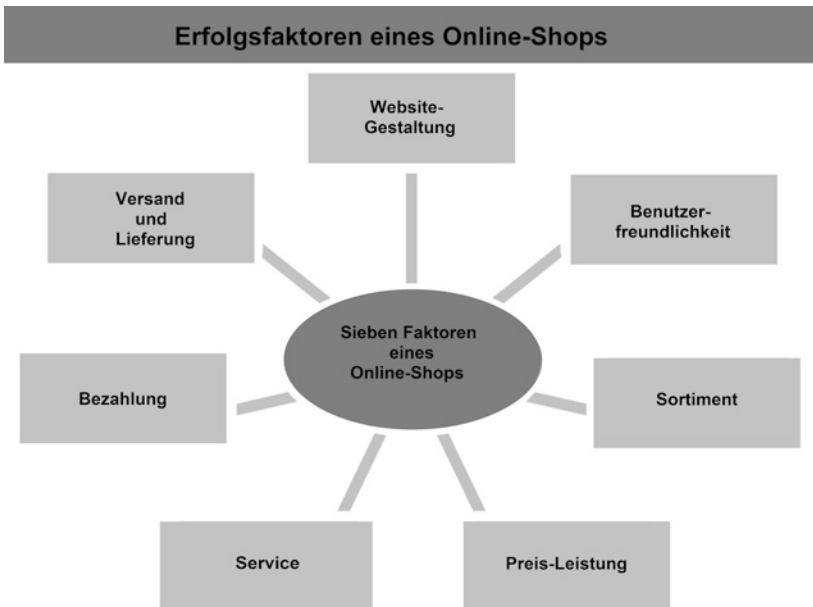 Erfolgsfaktoren eines Online-Shops
Website-
Gestaltung
Versand
und
Lieferung
Benutzer-
freundlichkeit
Sieben Faktoren
eines
Online-Shops
Bezahlung
Sortiment
Service
Preis-Leistung